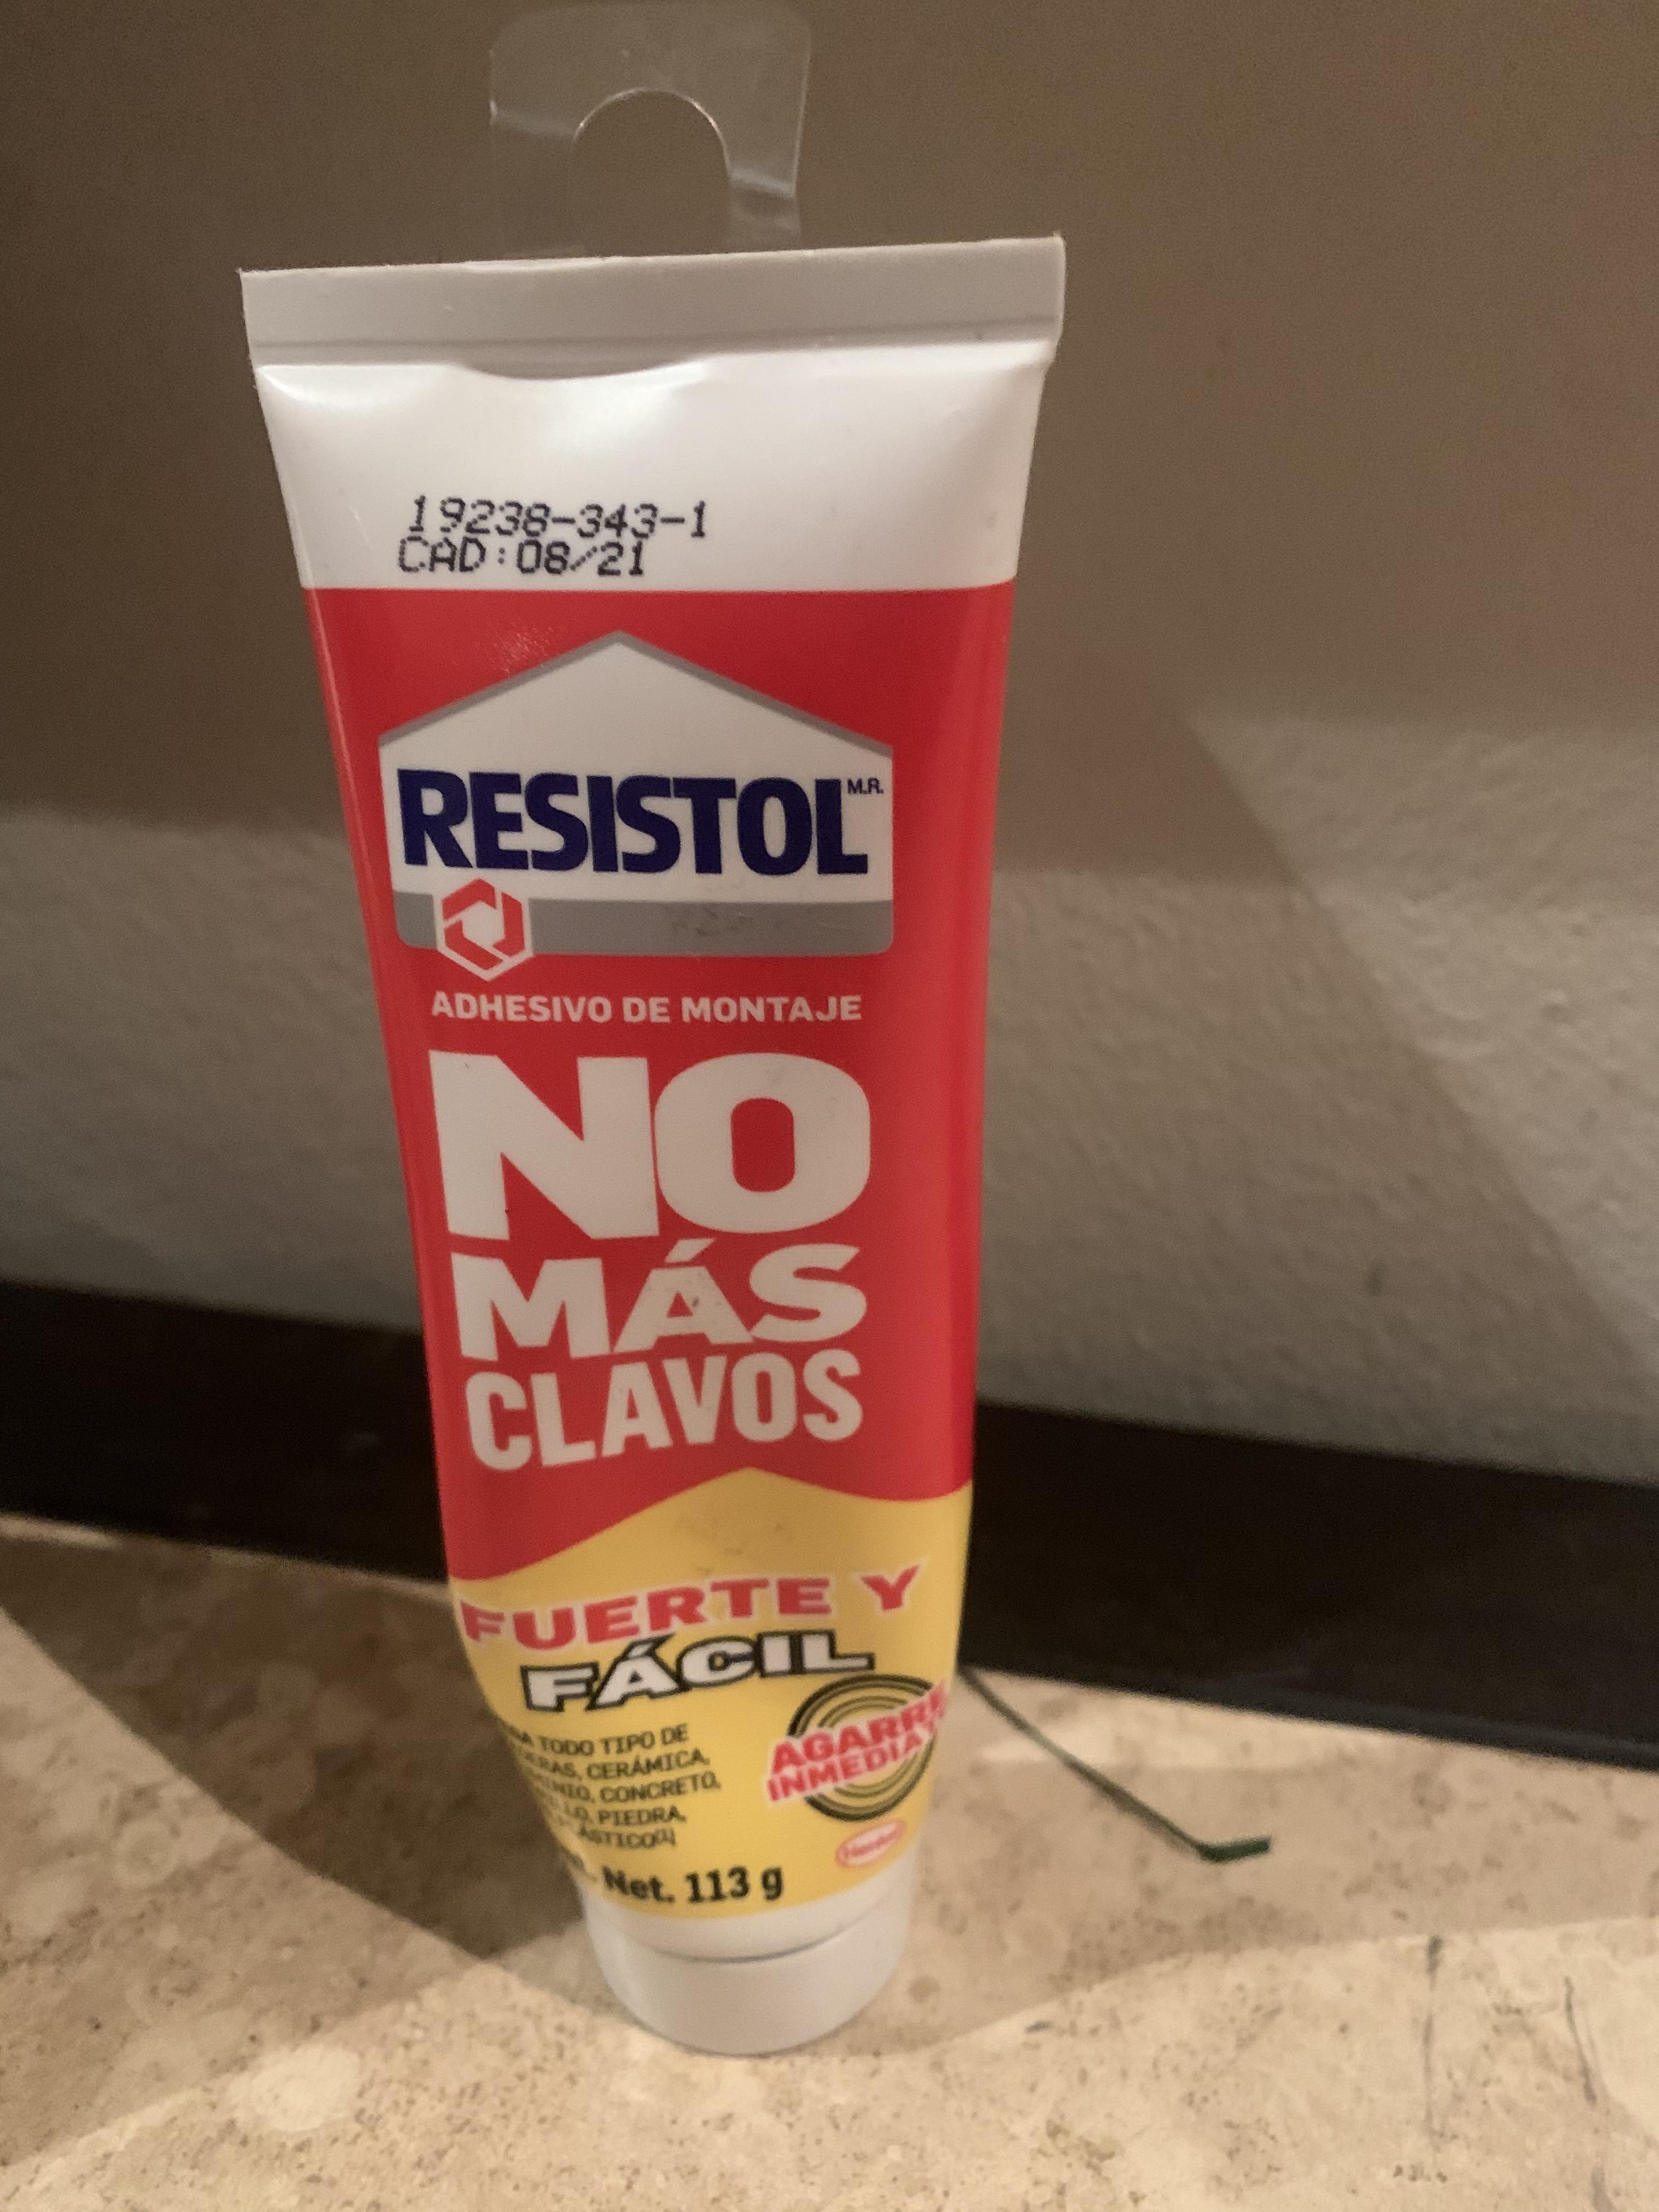 19238-343-1
CAD:08/21
RESISTOL M.R.
ADHESIVO DE MONTAJE
NO
MÁS
CLAVOS
FUERTE Y
FÁCIL
TODO TIPO DE
CERÁMICA,
CONCRETO,
PIEDRA,
AGARRE
INMEDIATO
Henkel
Net. 113 g